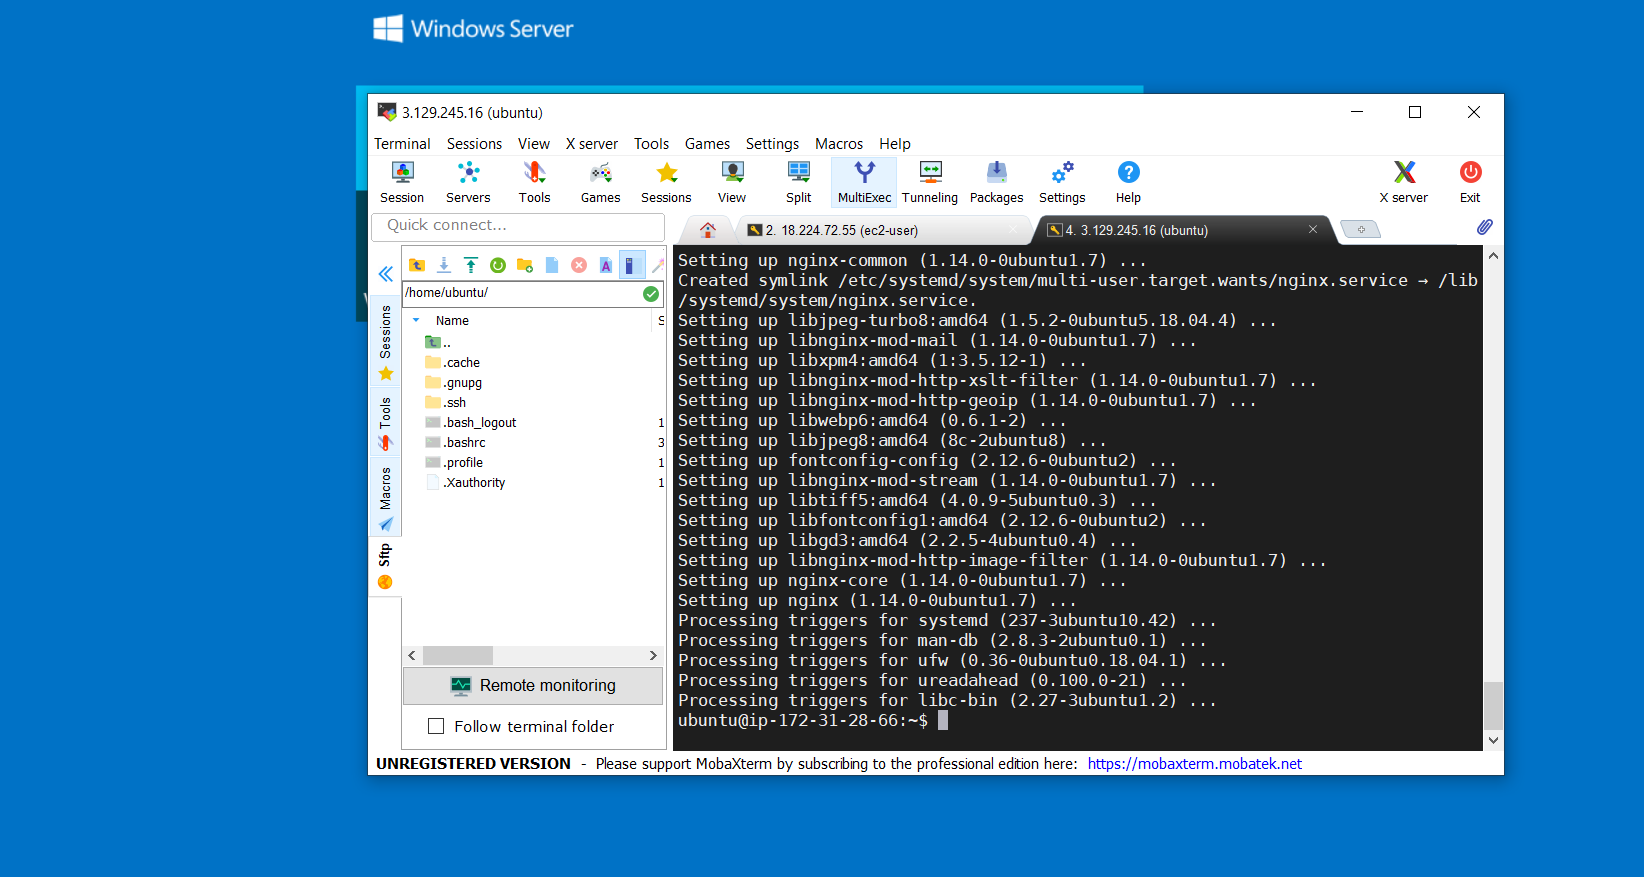 Windows Server
3.129.245.16 (ubuntu)
Terminal Sessions View X server Tools Games Settings Macros Help
Session Servers Tools Games Sessions View Split MultiExec Tunneling Packages Settings Help X server Exit
Quick connect...
2. 18.224.72.55 (ec2-user)
4. 3.129.245.16 (ubuntu)
Sessions
Tools
Macros
Sftp
/home/ubuntu/
Name S
..
.cache
.gnupg
.ssh
.bash_logout 1
.bashrc 3
.profile 1
.Xauthority 1
Remote monitoring
Follow terminal folder
Setting up nginx-common (1.14.0-0ubuntu1.7) ...
Created symlink /etc/systemd/system/multi-user.target.wants/nginx.service → /lib
/systemd/system/nginx.service.
Setting up libjpeg-turbo8:amd64 (1.5.2-0ubuntu5.18.04.4) ...
Setting up libnginx-mod-mail (1.14.0-0ubuntu1.7) ...
Setting up libxpm4:amd64 (1:3.5.12-1) ...
Setting up libnginx-mod-http-xslt-filter (1.14.0-0ubuntu1.7) ...
Setting up libnginx-mod-http-geoip (1.14.0-0ubuntu1.7) ...
Setting up libwebp6:amd64 (0.6.1-2) ...
Setting up libjpeg8:amd64 (8c-2ubuntu8) ...
Setting up fontconfig-config (2.12.6-0ubuntu2) ...
Setting up libnginx-mod-stream (1.14.0-0ubuntu1.7) ...
Setting up libtiff5:amd64 (4.0.9-5ubuntu0.3) ...
Setting up libfontconfig1:amd64 (2.12.6-0ubuntu2) ...
Setting up libgd3:amd64 (2.2.5-4ubuntu0.4) ...
Setting up libnginx-mod-http-image-filter (1.14.0-0ubuntu1.7) ...
Setting up nginx-core (1.14.0-0ubuntu1.7) ...
Setting up nginx (1.14.0-0ubuntu1.7) ...
Processing triggers for systemd (237-3ubuntu10.42) ...
Processing triggers for man-db (2.8.3-2ubuntu0.1) ...
Processing triggers for ufw (0.36-0ubuntu0.18.04.1) ...
Processing triggers for ureadahead (0.100.0-21) ...
Processing triggers for libc-bin (2.27-3ubuntu1.2) ...
ubuntu@ip-172-31-28-66:~$
UNREGISTERED VERSION - Please support MobaXterm by subscribing to the professional edition here: https://mobaxterm.mobatek.net